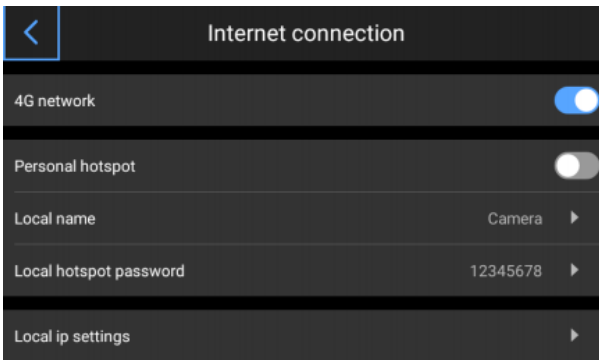 Internet connection
4G network
Personal hotspot
Local name Camera
Local hotspot password 12345678
Local ip settings